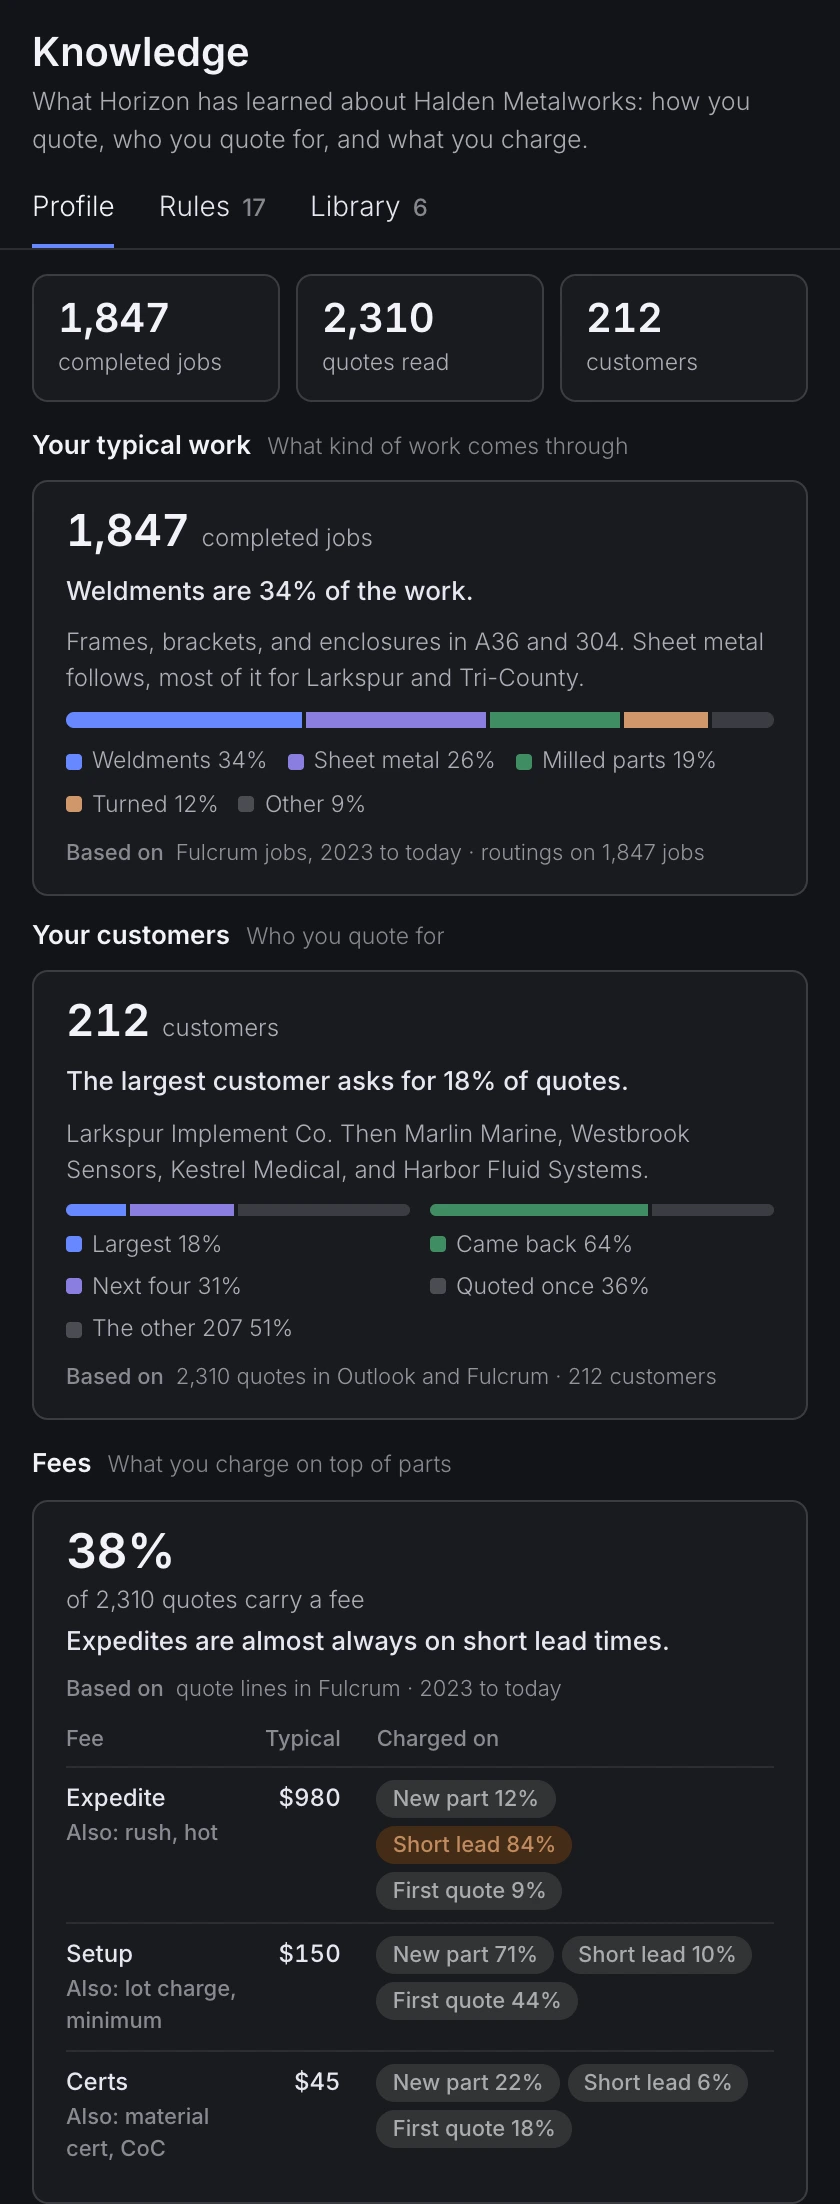 Knowledge
What Horizon has learned about Halden Metalworks: how you
quote, who you quote for, and what you charge.
Profile Rules 17 Library 6
1,847 2,310 212
completed jobs quotes read customers
Your typical work What kind of work comes through
1,847 completed jobs
Weldments are 34% of the work.
Frames, brackets, and enclosures in A36 and 304. Sheet metal
follows, most of it for Larkspur and Tri-County.
Weldments 34% Sheet metal 26% Milled parts 19%
Turned 12% Other 9%
Based on Fulcrum jobs, 2023 to today · routings on 1,847 jobs
Your customers Who you quote for
212 customers
The largest customer asks for 18% of quotes.
Larkspur Implement Co. Then Marlin Marine, Westbrook
Sensors, Kestrel Medical, and Harbor Fluid Systems.
Largest 18% Came back 64%
Next four 31% Quoted once 36%
The other 207 51%
Based on 2,310 quotes in Outlook and Fulcrum · 212 customers
Fees What you charge on top of parts
38%
of 2,310 quotes carry a fee
Expedites are almost always on short lead times.
Based on quote lines in Fulcrum · 2023 to today
Fee Typical Charged on
Expedite $980 New part 12%
Also: rush, hot Short lead 84%
First quote 9%
Setup $150 New part 71% Short lead 10%
Also: lot charge, First quote 44%
minimum
Certs $45 New part 22% Short lead 6%
Also: material First quote 18%
cert, CoC